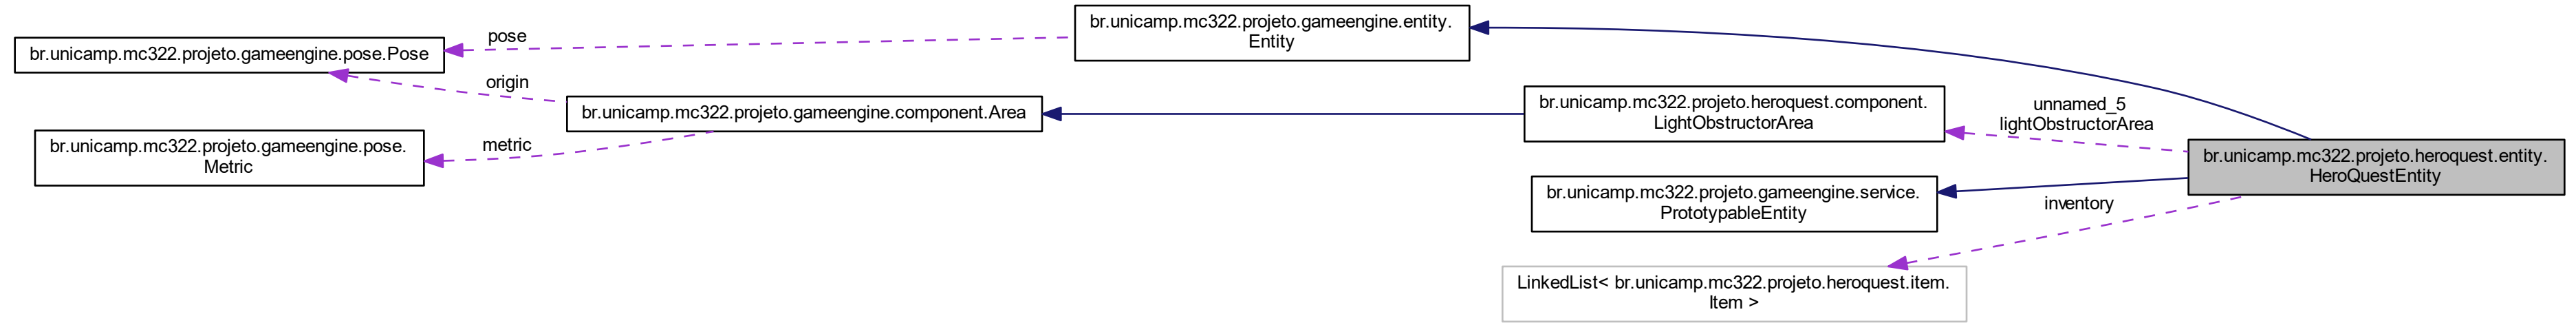 br.unicamp.mc322.projeto.gameengine.pose.Pose
pose
br.unicamp.mc322.projeto.gameengine.entity.
Entity
origin
br.unicamp.mc322.projeto.gameengine.component.Area
metric
br.unicamp.mc322.projeto.gameengine.pose.
Metric
br.unicamp.mc322.projeto.heroquest.component.
LightObstructorArea
unnamed_5
lightObstructorArea
br.unicamp.mc322.projeto.heroquest.entity.
HeroQuestEntity
br.unicamp.mc322.projeto.gameengine.service.
PrototypableEntity
inventory
LinkedList< br.unicamp.mc322.projeto.heroquest.item.
Item >